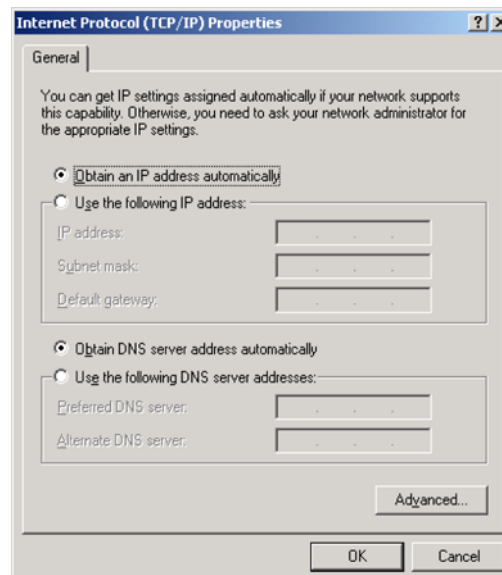 Internet Protocol (TCP/IP) Properties
General
You can get IP settings assigned automatically if your network supports
this capability. Otherwise, you need to ask your network administrator for
the appropriate IP settings.
Obtain an IP address automatically
Use the following IP address:
IP address:
Subnet mask:
Default gateway:
Obtain DNS server address automatically
Use the following DNS server addresses:
Preferred DNS server:
Alternate DNS server:
Advanced...
OK Cancel